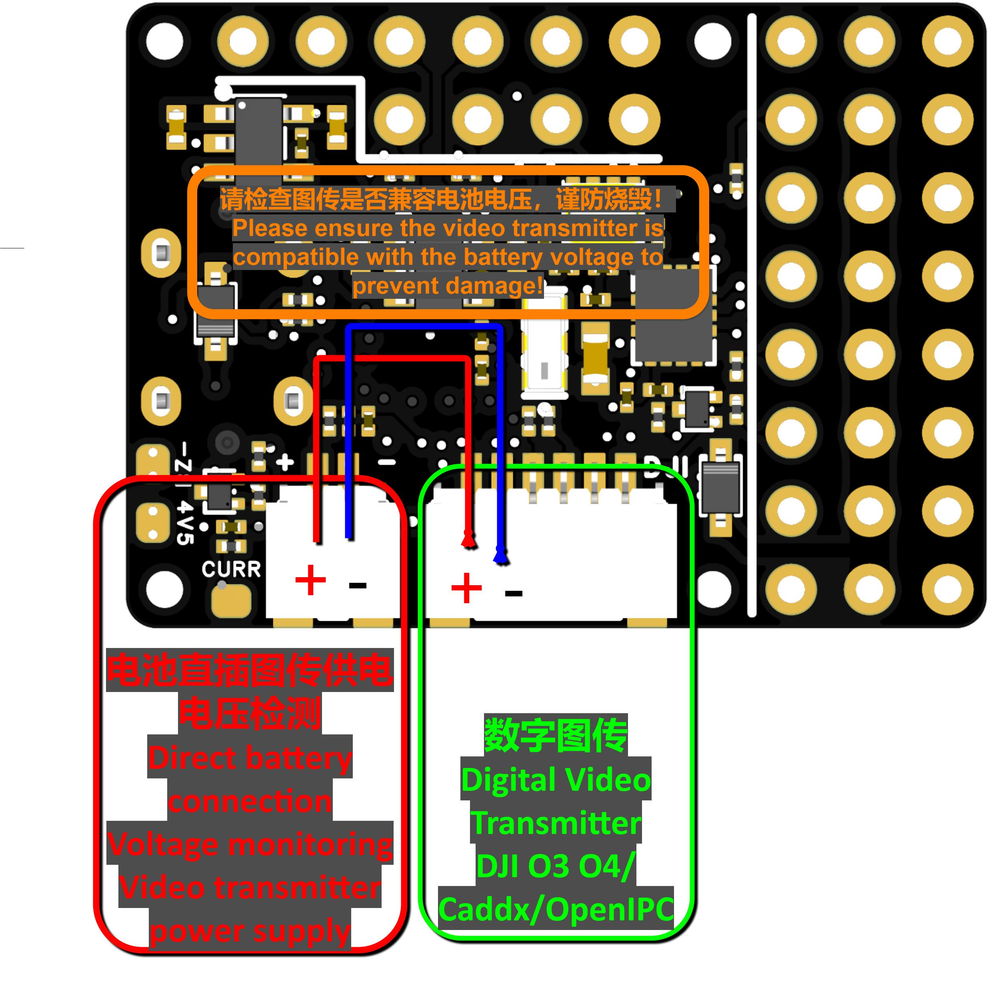 请检查图传是否兼容电池电压，谨防烧毁！
Please ensure the video transmitter is
compatible with the battery voltage to
prevent damage!
+
-
DJI
4V5
CURR
+ -
+ -
电池直插图传供电
电压检测
Direct battery
connection
Voltage monitoring
Video transmitter
power supply
数字图传
Digital Video
Transmitter
DJI O3 O4/
Caddx/OpenIPC